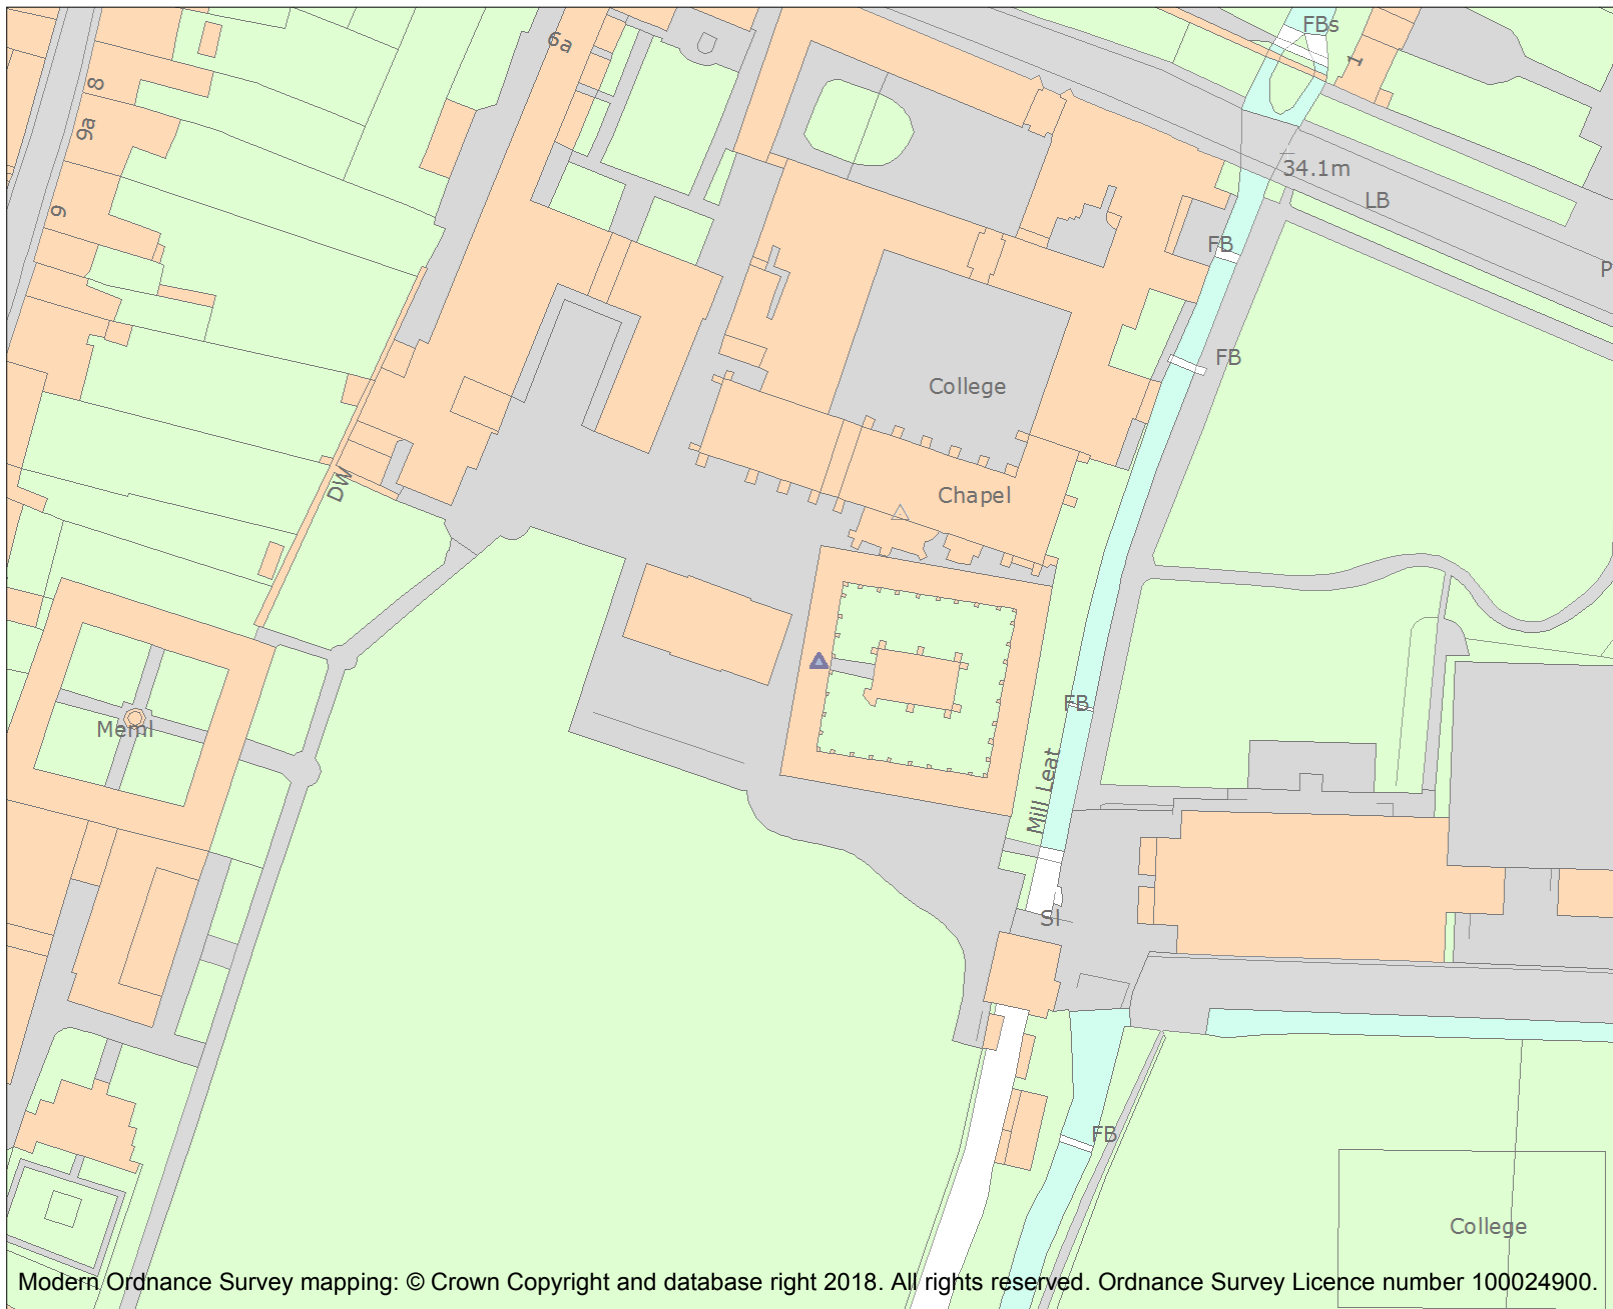 FBs
6a
1
8
9a
34.1m
LB
9
FB
P
FB
College
DW
Chapel
FB
Meml
Mill Leat
Sl
FB
College
Modern Ordnance Survey mapping: © Crown Copyright and database right 2018. All rights reserved. Ordnance Survey Licence number 100024900.